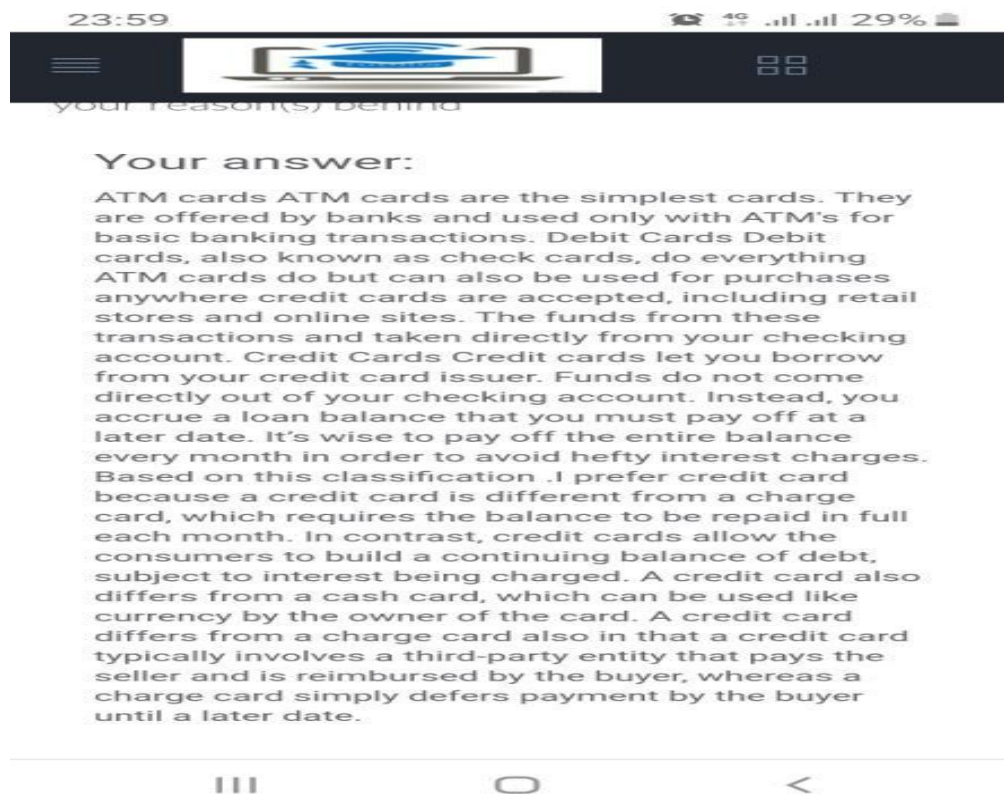 23:59
4G 29%
your reason(s) behind
Your answer:
ATM cards ATM cards are the simplest cards. They
are offered by banks and used only with ATM's for
basic banking transactions. Debit Cards Debit
cards, also known as check cards, do everything
ATM cards do but can also be used for purchases
anywhere credit cards are accepted, including retail
stores and online sites. The funds from these
transactions and taken directly from your checking
account. Credit Cards Credit cards let you borrow
from your credit card issuer. Funds do not come
directly out of your checking account. Instead, you
accrue a loan balance that you must pay off at a
later date. It's wise to pay off the entire balance
every month in order to avoid hefty interest charges.
Based on this classification .I prefer credit card
because a credit card is different from a charge
card, which requires the balance to be repaid in full
each month. In contrast, credit cards allow the
consumers to build a continuing balance of debt,
subject to interest being charged. A credit card also
differs from a cash card, which can be used like
currency by the owner of the card. A credit card
differs from a charge card also in that a credit card
typically involves a third-party entity that pays the
seller and is reimbursed by the buyer, whereas a
charge card simply defers payment by the buyer
until a later date.